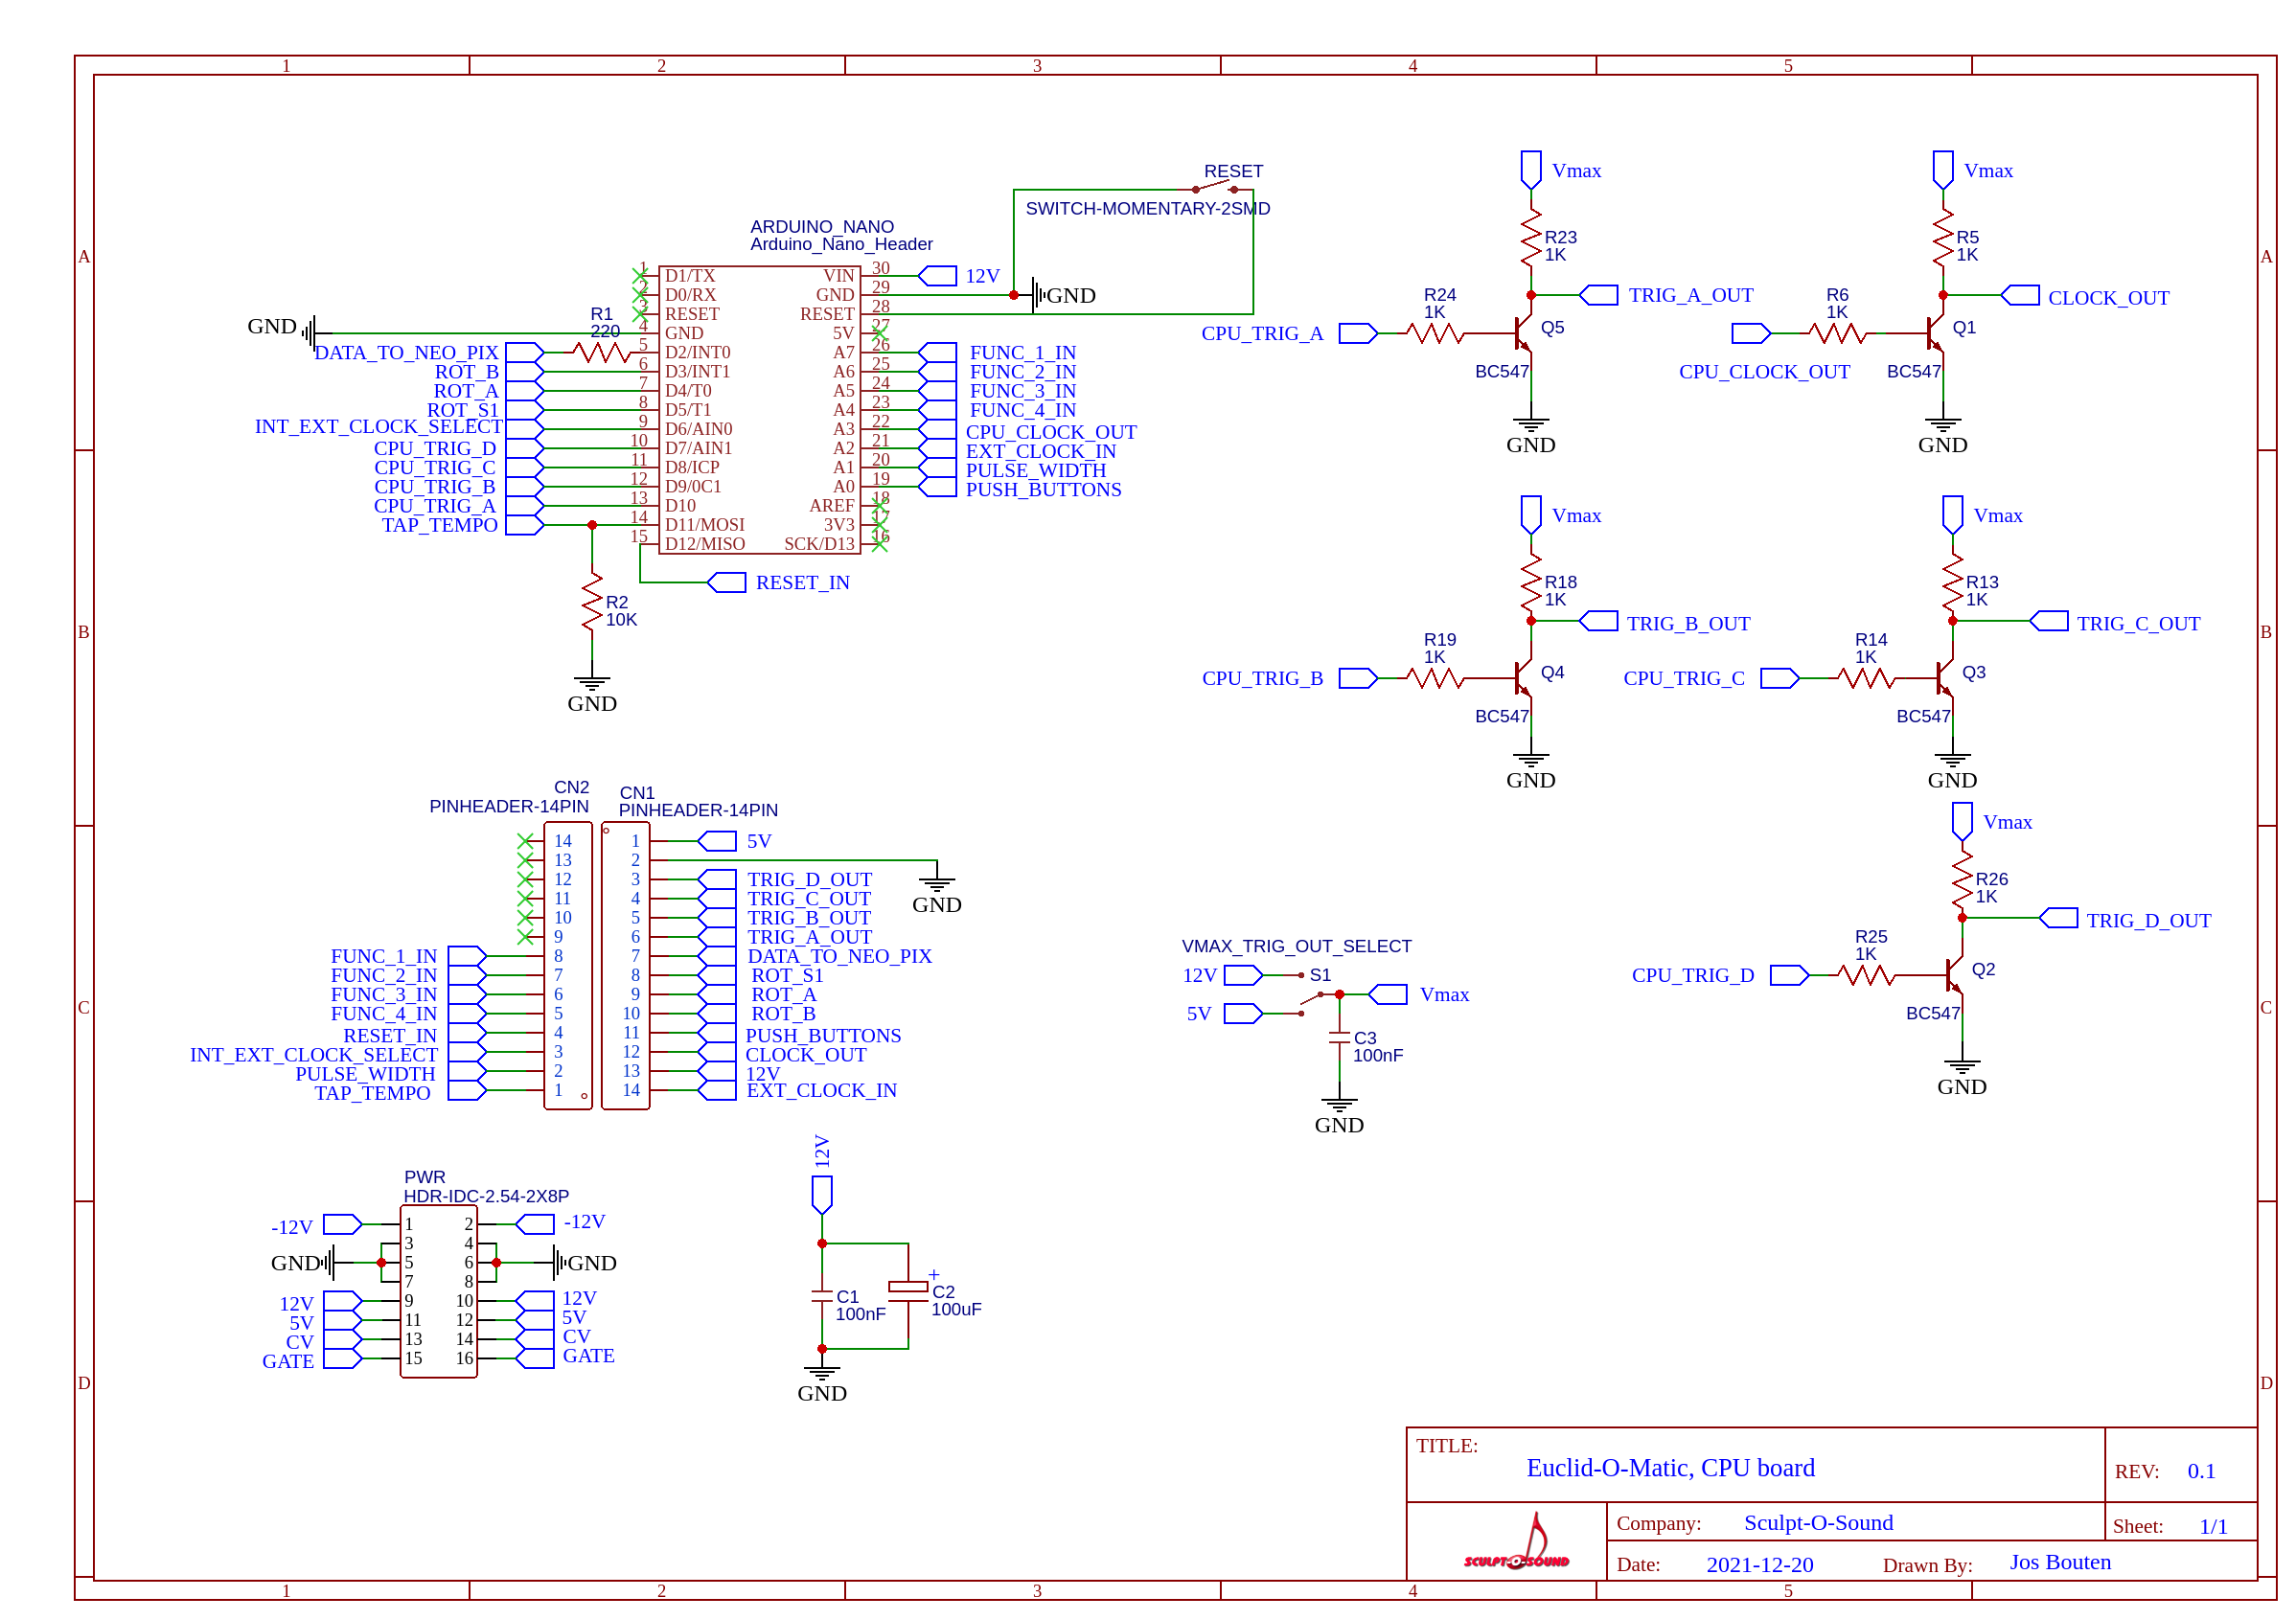 1 2 3 4 5
A
B
C
D
A
B
C
D
1 2 3 4 5
ARDUINO_NANO
Arduino_Nano_Header
1 D1/TX VIN 30 12V
2 D0/RX GND 29 GND
3 RESET RESET 28
GND 4 GND 5V 27
R1
220
DATA_TO_NEO_PIX 5 D2/INT0 A7 26 FUNC_1_IN
ROT_B 6 D3/INT1 A6 25 FUNC_2_IN
ROT_A 7 D4/T0 A5 24 FUNC_3_IN
ROT_S1 8 D5/T1 A4 23 FUNC_4_IN
INT_EXT_CLOCK_SELECT 9 D6/AIN0 A3 22 CPU_CLOCK_OUT
CPU_TRIG_D 10 D7/AIN1 A2 21 EXT_CLOCK_IN
CPU_TRIG_C 11 D8/ICP A1 20 PULSE_WIDTH
CPU_TRIG_B 12 D9/0C1 A0 19 PUSH_BUTTONS
CPU_TRIG_A 13 D10 AREF 18
TAP_TEMPO 14 D11/MOSI 3V3 17
15 D12/MISO SCK/D13 16
RESET_IN
R2
10K
GND
RESET
SWITCH-MOMENTARY-2SMD
Vmax
R23
1K
TRIG_A_OUT
R24
1K
CPU_TRIG_A
Q5
BC547
GND
Vmax
R5
1K
CLOCK_OUT
R6
1K
CPU_CLOCK_OUT
Q1
BC547
GND
Vmax
R18
1K
TRIG_B_OUT
R19
1K
CPU_TRIG_B
Q4
BC547
GND
Vmax
R13
1K
TRIG_C_OUT
R14
1K
CPU_TRIG_C
Q3
BC547
GND
Vmax
R26
1K
TRIG_D_OUT
R25
1K
CPU_TRIG_D
Q2
BC547
GND
CN2
PINHEADER-14PIN
14
13
12
11
10
9
FUNC_1_IN 8
FUNC_2_IN 7
FUNC_3_IN 6
FUNC_4_IN 5
RESET_IN 4
INT_EXT_CLOCK_SELECT 3
PULSE_WIDTH 2
TAP_TEMPO 1
CN1
PINHEADER-14PIN
1 5V
2 GND
3 TRIG_D_OUT
4 TRIG_C_OUT
5 TRIG_B_OUT
6 TRIG_A_OUT
7 DATA_TO_NEO_PIX
8 ROT_S1
9 ROT_A
10 ROT_B
11 PUSH_BUTTONS
12 CLOCK_OUT
13 12V
14 EXT_CLOCK_IN
VMAX_TRIG_OUT_SELECT
12V S1
Vmax
5V
C3
100nF
GND
PWR
HDR-IDC-2.54-2X8P
-12V 1 2 -12V
3 4
GND 5 6 GND
7 8
12V 9 10 12V
5V 11 12 5V
CV 13 14 CV
GATE 15 16 GATE
12V
+
C1
100nF
C2
100uF
GND
TITLE:
Euclid-O-Matic, CPU board
REV: 0.1
SCULPT-O-SOUND
Company: Sculpt-O-Sound
Sheet: 1/1
Date: 2021-12-20
Drawn By: Jos Bouten